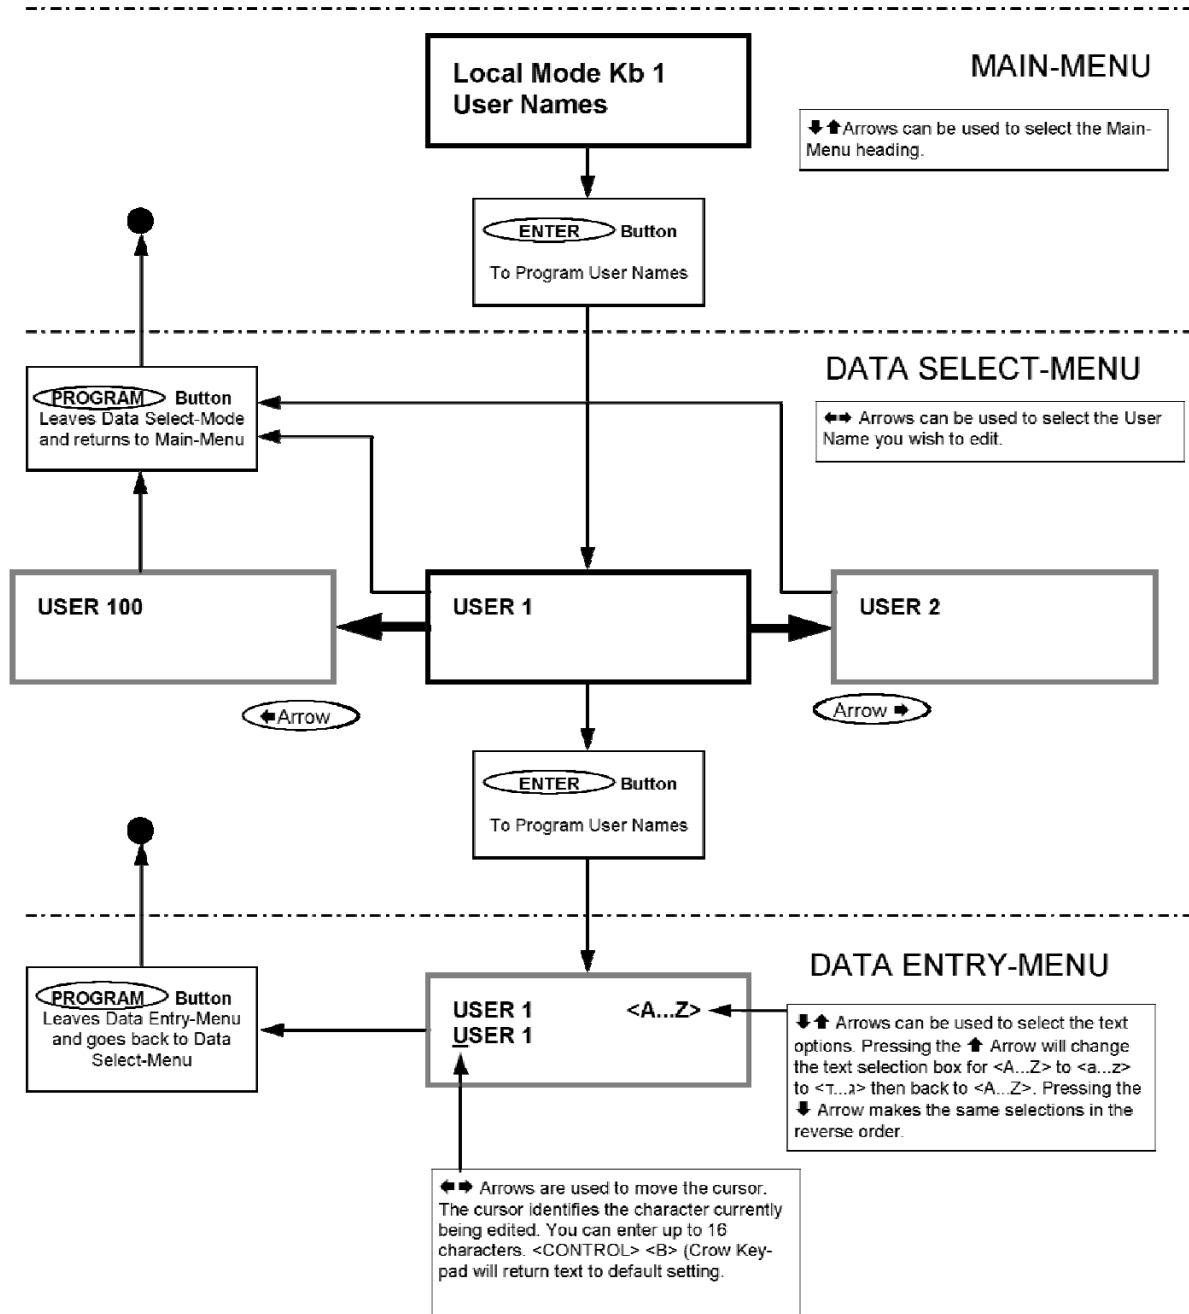 Local Mode Kb 1
User Names
MAIN-MENU
⬇⬆Arrows can be used to select the Main-
Menu heading.
ENTER Button
To Program User Names
DATA SELECT-MENU
⬅➡ Arrows can be used to select the User
Name you wish to edit.
PROGRAM Button
Leaves Data Select-Mode
and returns to Main-Menu
USER 100
USER 1
USER 2
⬅Arrow
Arrow ➡
ENTER Button
To Program User Names
DATA ENTRY-MENU
PROGRAM Button
Leaves Data Entry-Menu
and goes back to Data
Select-Menu
USER 1 <A...Z>
USER 1
⬇⬆ Arrows can be used to select the text
options. Pressing the ⬆ Arrow will change
the text selection box for <A...Z> to <a...z>
to <ד...ג> then back to <A...Z>. Pressing the
⬇ Arrow makes the same selections in the
reverse order.
⬅➡ Arrows are used to move the cursor.
The cursor identifies the character currently
being edited. You can enter up to 16
characters. <CONTROL> <B> (Crow Key-
pad will return text to default setting.